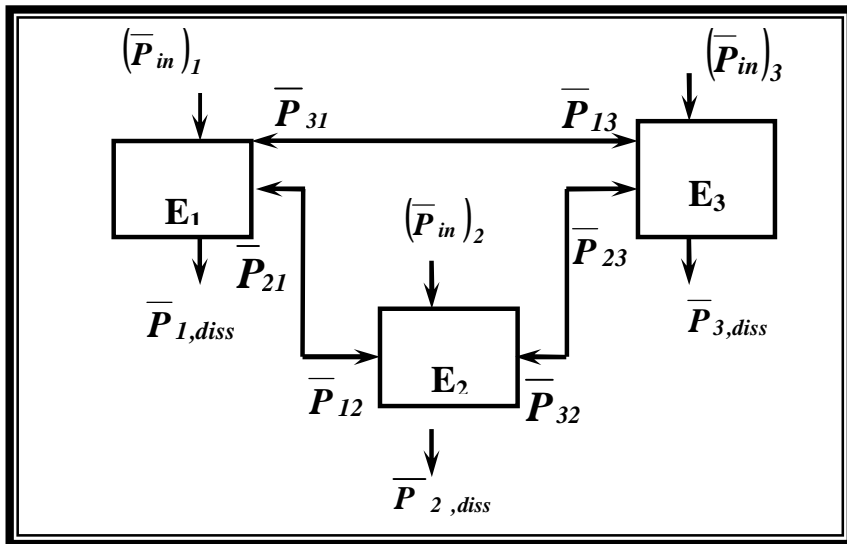 (P̅in)1
(P̅in)3
P̅31
P̅13
E1
E3
(P̅in)2
P̅21
P̅23
P̅1,diss
P̅3,diss
E2
P̅12
P̅32
P̅2,diss